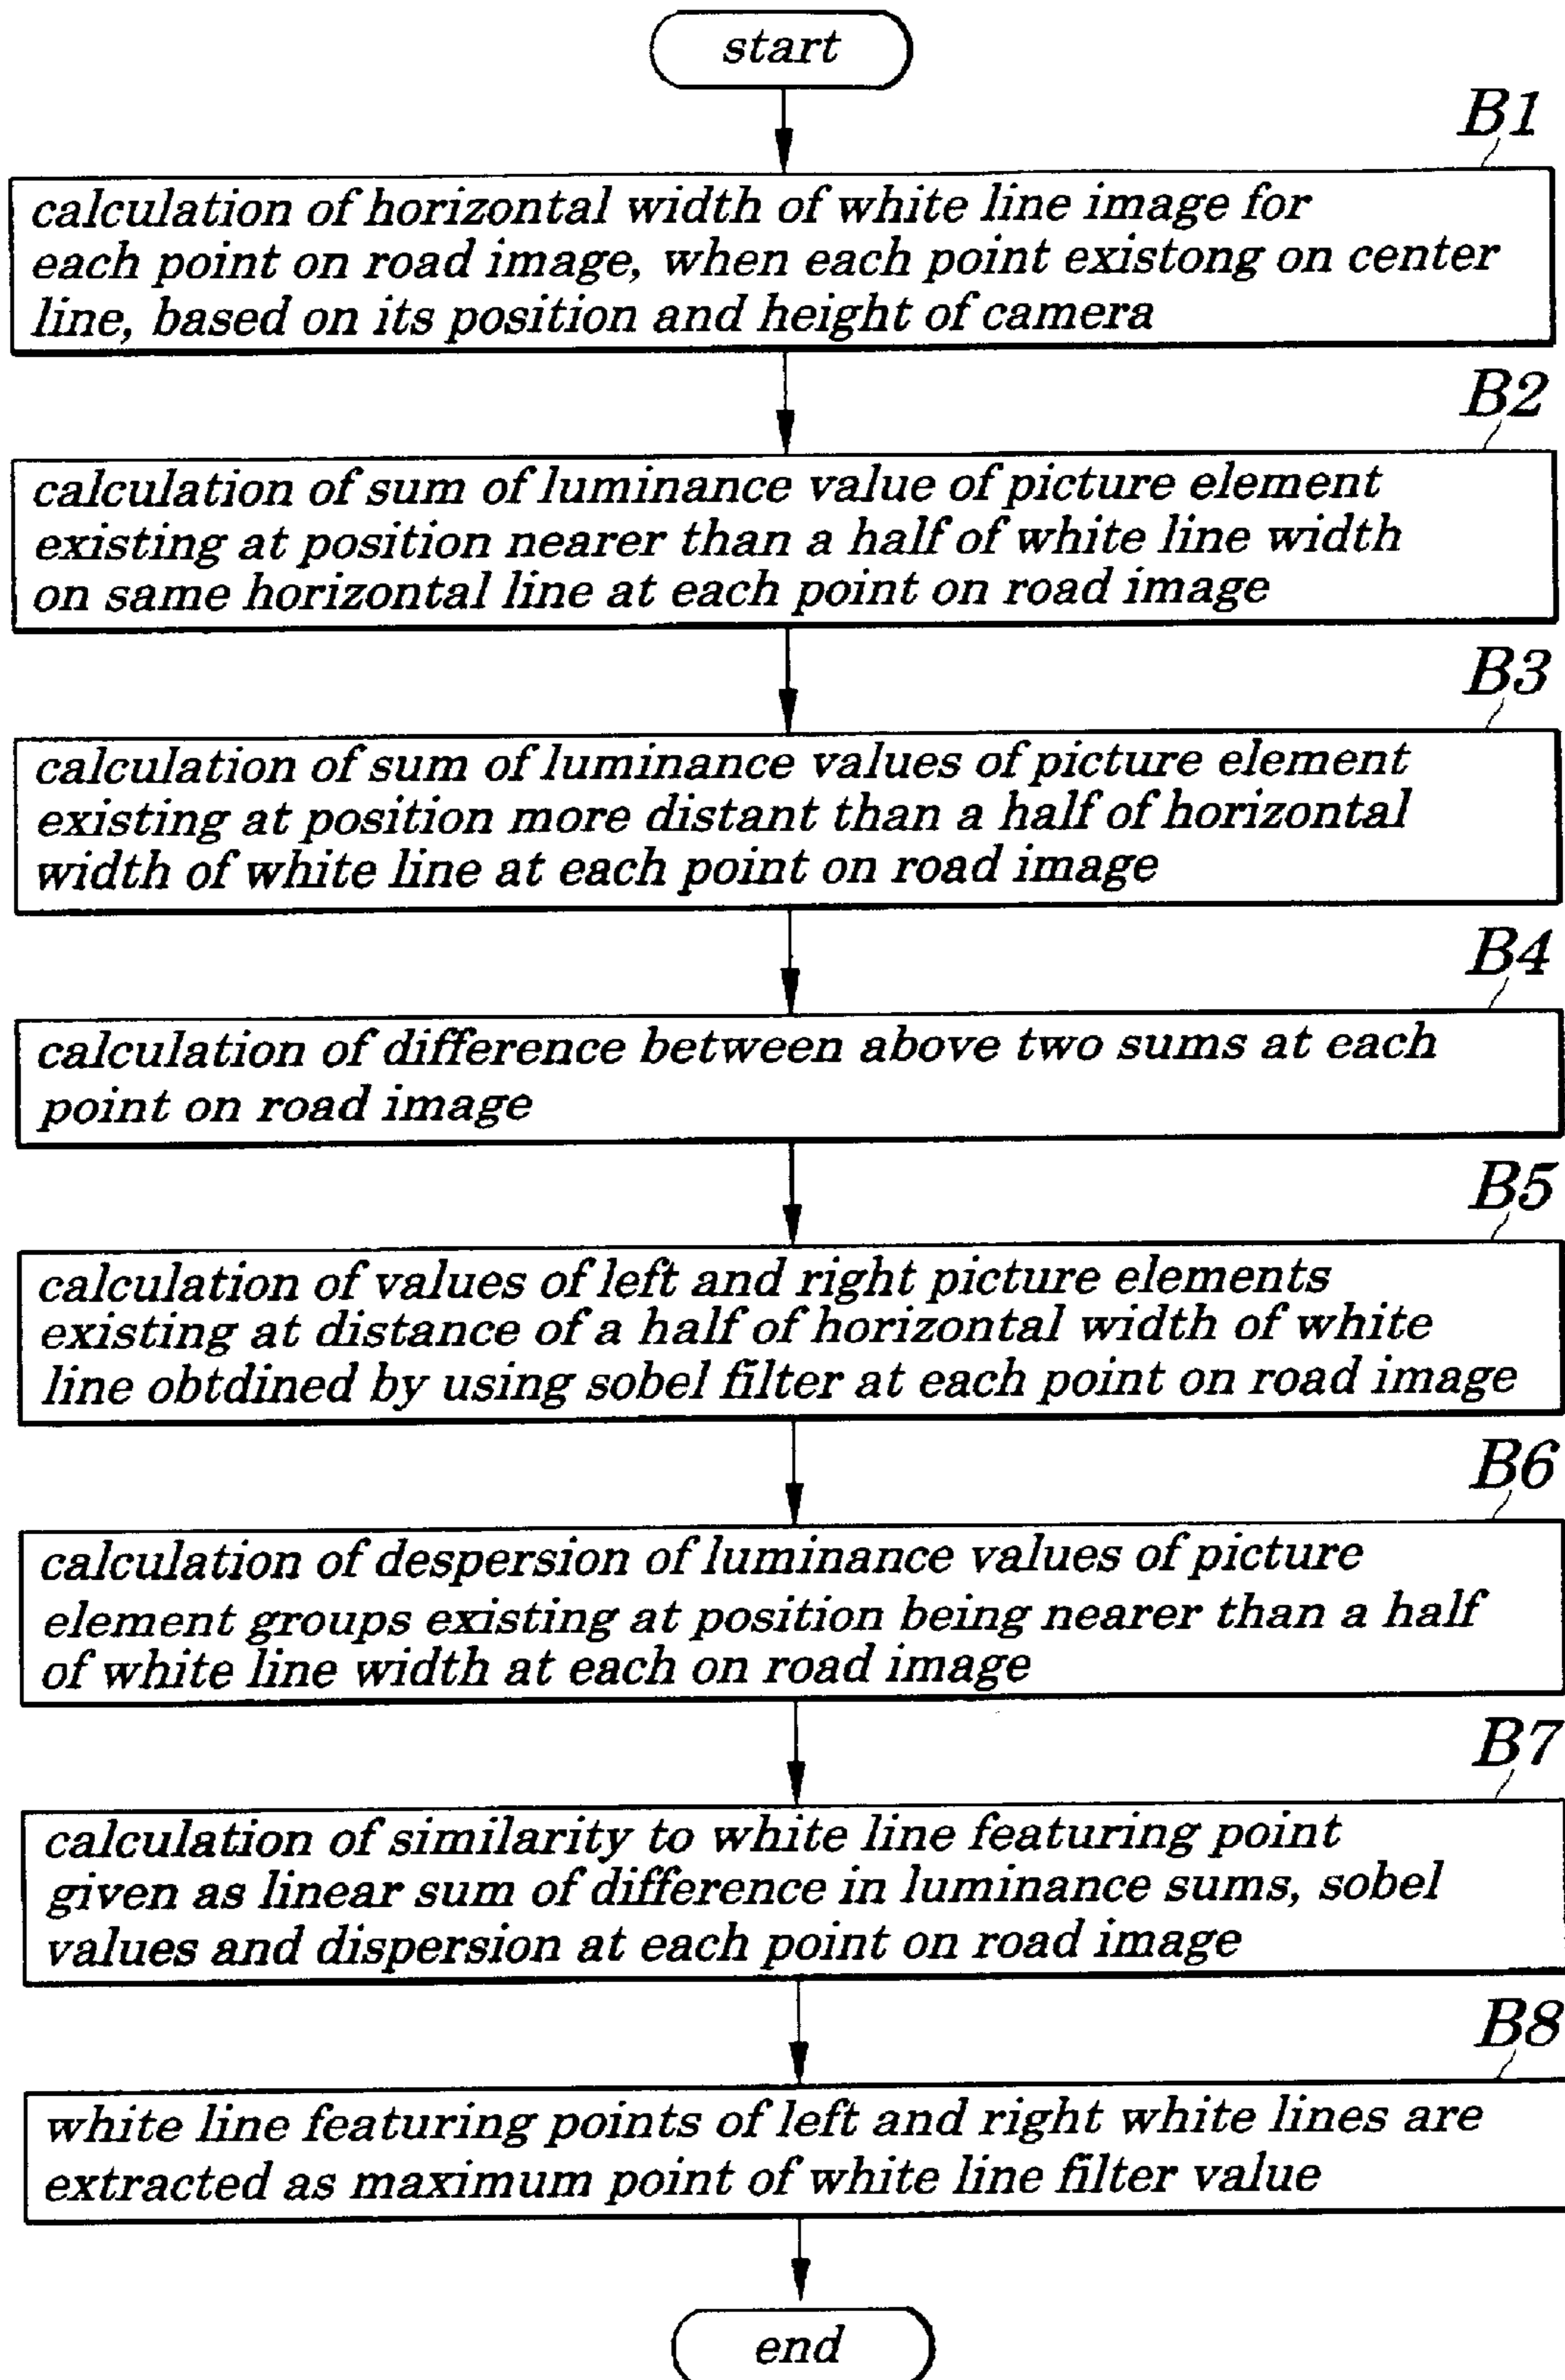 start
B1
calculation of horizontal width of white line image for
each point on road image, when each point existong on center
line, based on its position and height of camera
B2
calculation of sum of luminance value of picture element
existing at position nearer than a half of white line width
on same horizontal line at each point on road image
B3
calculation of sum of luminance values of picture element
existing at position more distant than a half of horizontal
width of white line at each point on road image
B4
calculation of difference between above two sums at each
point on road image
B5
calculation of values of left and right picture elements
existing at distance of a half of horizontal width of white
line obtdined by using sobel filter at each point on road image
B6
calculation of despersion of luminance values of picture
element groups existing at position being nearer than a half
of white line width at each on road image
B7
calculation of similarity to white line featuring point
given as linear sum of difference in luminance sums, sobel
values and dispersion at each point on road image
B8
white line featuring points of left and right white lines are
extracted as maximum point of white line filter value
end